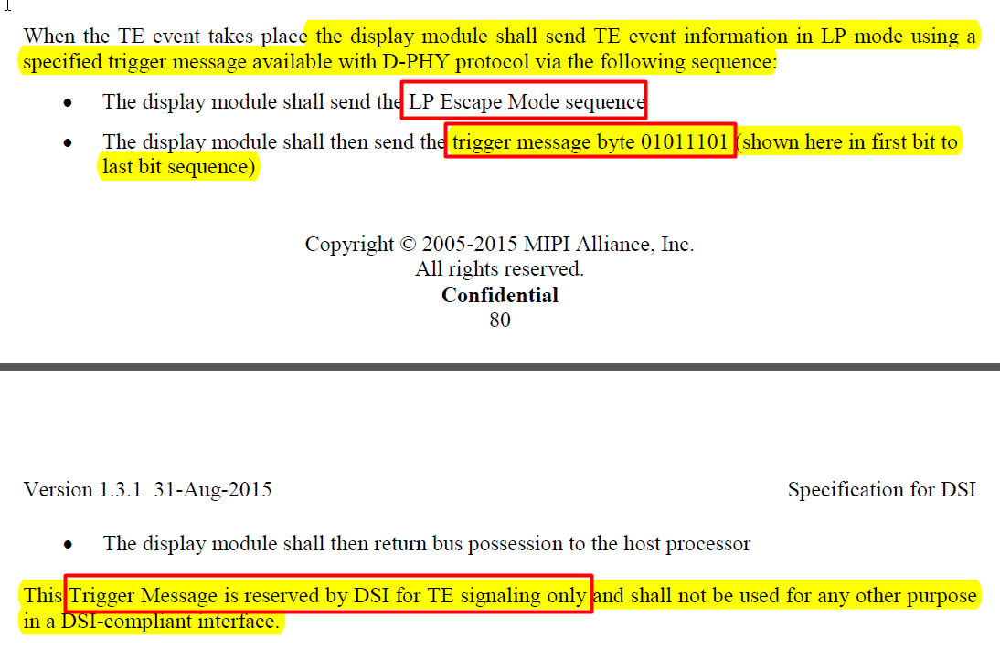 When the TE event takes place the display module shall send TE event information in LP mode using a
specified trigger message available with D-PHY protocol via the following sequence:
• The display module shall send the LP Escape Mode sequence
• The display module shall then send the trigger message byte 01011101 (shown here in first bit to
last bit sequence)
Copyright © 2005-2015 MIPI Alliance, Inc.
All rights reserved.
Confidential
80
Version 1.3.1 31-Aug-2015 Specification for DSI
• The display module shall then return bus possession to the host processor
This Trigger Message is reserved by DSI for TE signaling only and shall not be used for any other purpose
in a DSI-compliant interface.